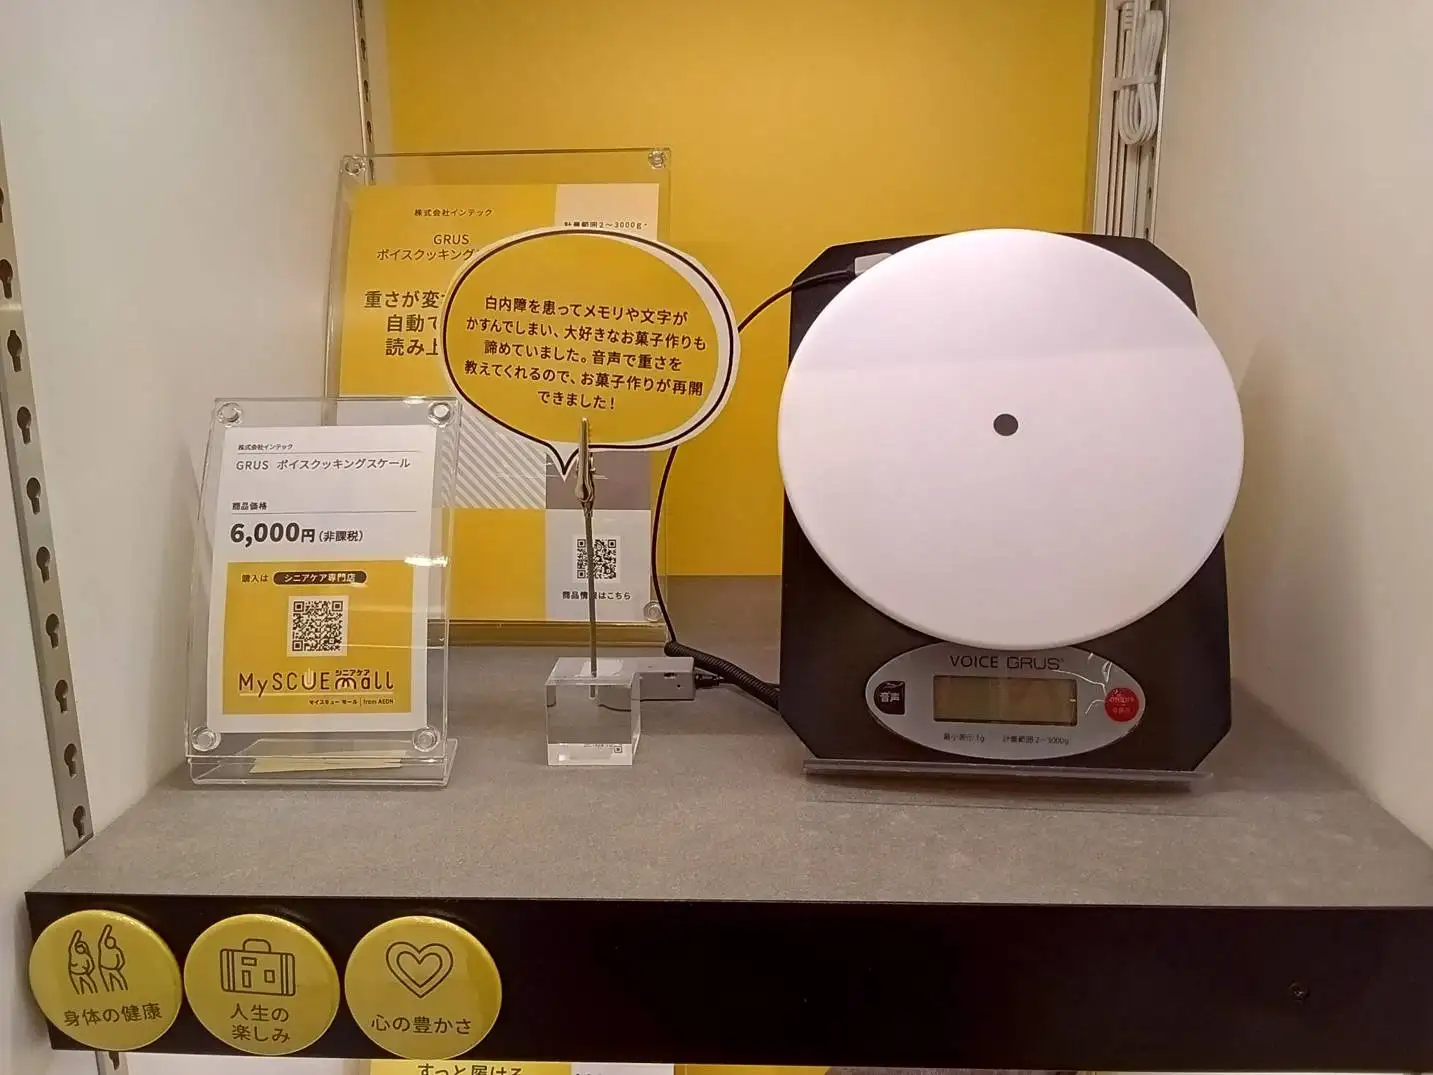 株式会社インテック
計量範囲2～3000g・
GRUS
ボイスクッキング
重さが変
自動で
読み上
白内障を患ってメモリや文字が
かすんでしまい、大好きなお菓子作りも
諦めていました。音声で重さを
教えてくれるので、お菓子作りが再開
できました！
商品情報はこちら
株式会社インテック
GRUS ボイスクッキングスケール
商品価格
6,000円（非課税）
購入は シニアケア専門店
シニアケア
MySCUE mall
マイスキュー モール | from AEON
VOICE GRUS
音声
最小表示/1g 計量範囲2～3000g
身体の健康
人生の
楽しみ
心の豊かさ
すっと履ける